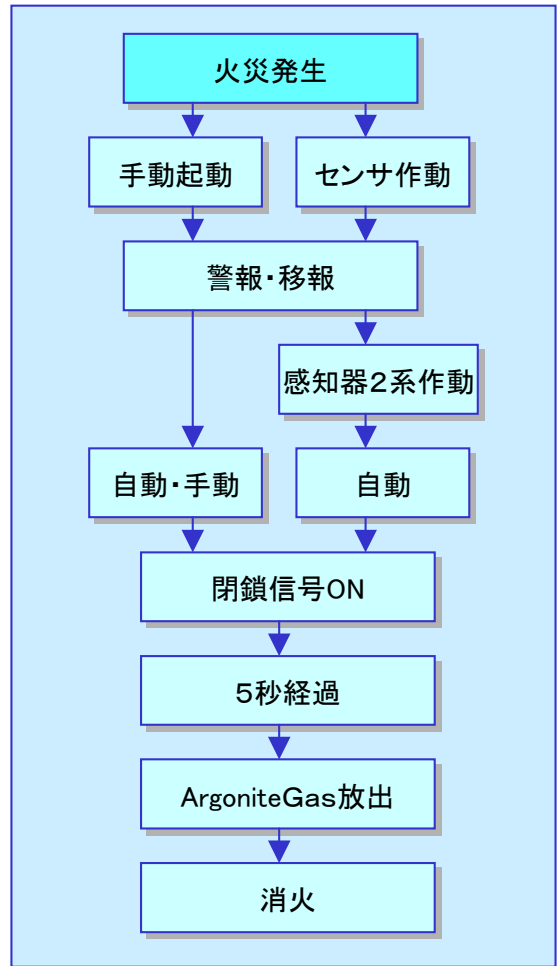 火災発生
手動起動
センサ作動
警報・移報
感知器２系作動
自動・手動
自動
閉鎖信号ON
５秒経過
ArgoniteGas放出
消火